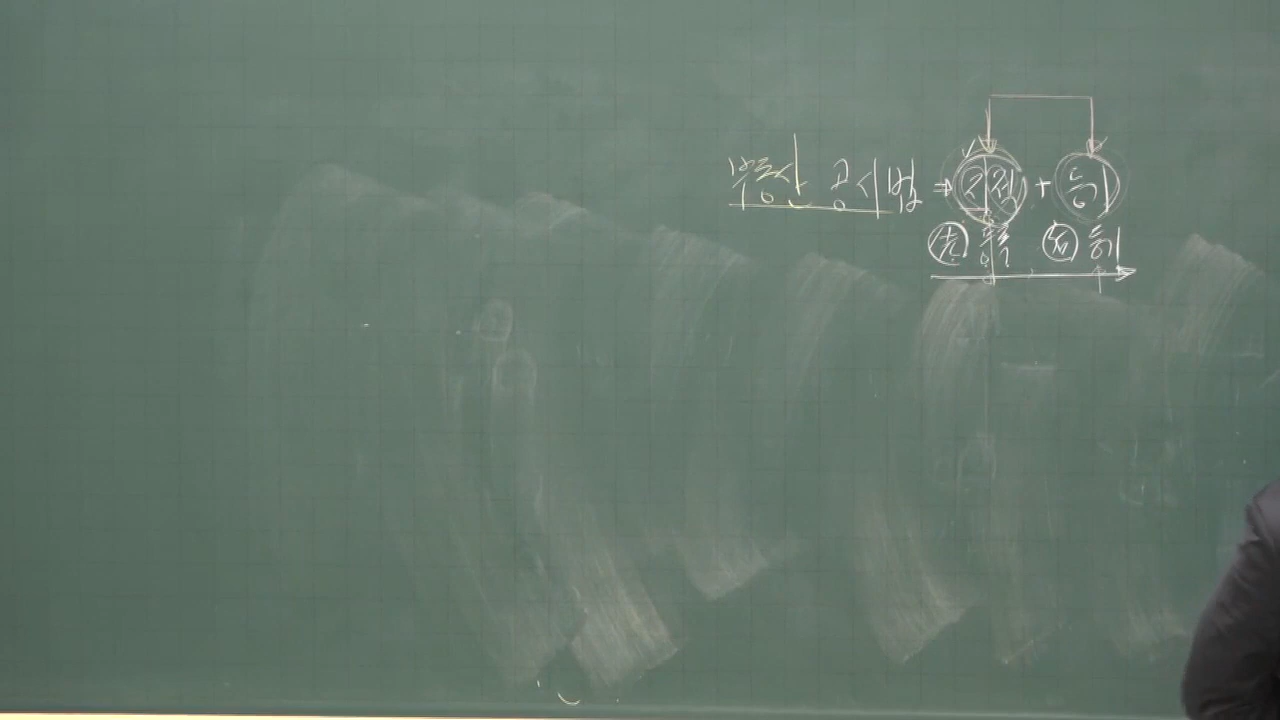 부동산 공시법 ⇒ 지적 + 등기
先 등록 後 등기